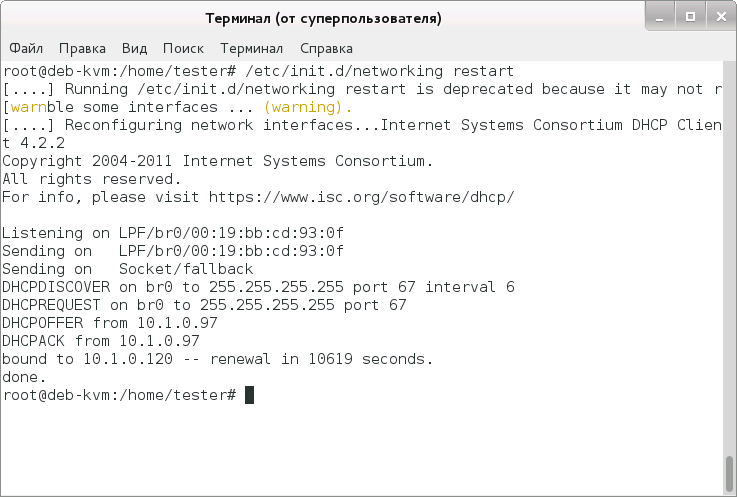 Терминал (от суперпользователя)
Файл Правка Вид Поиск Терминал Справка
root@deb-kvm:/home/tester# /etc/init.d/networking restart
[....] Running /etc/init.d/networking restart is deprecated because it may not r
[warnble some interfaces ... (warning).
[....] Reconfiguring network interfaces...Internet Systems Consortium DHCP Clien
t 4.2.2
Copyright 2004-2011 Internet Systems Consortium.
All rights reserved.
For info, please visit https://www.isc.org/software/dhcp/
Listening on LPF/br0/00:19:bb:cd:93:0f
Sending on   LPF/br0/00:19:bb:cd:93:0f
Sending on   Socket/fallback
DHCPDISCOVER on br0 to 255.255.255.255 port 67 interval 6
DHCPREQUEST on br0 to 255.255.255.255 port 67
DHCPOFFER from 10.1.0.97
DHCPACK from 10.1.0.97
bound to 10.1.0.120 -- renewal in 10619 seconds.
done.
root@deb-kvm:/home/tester#